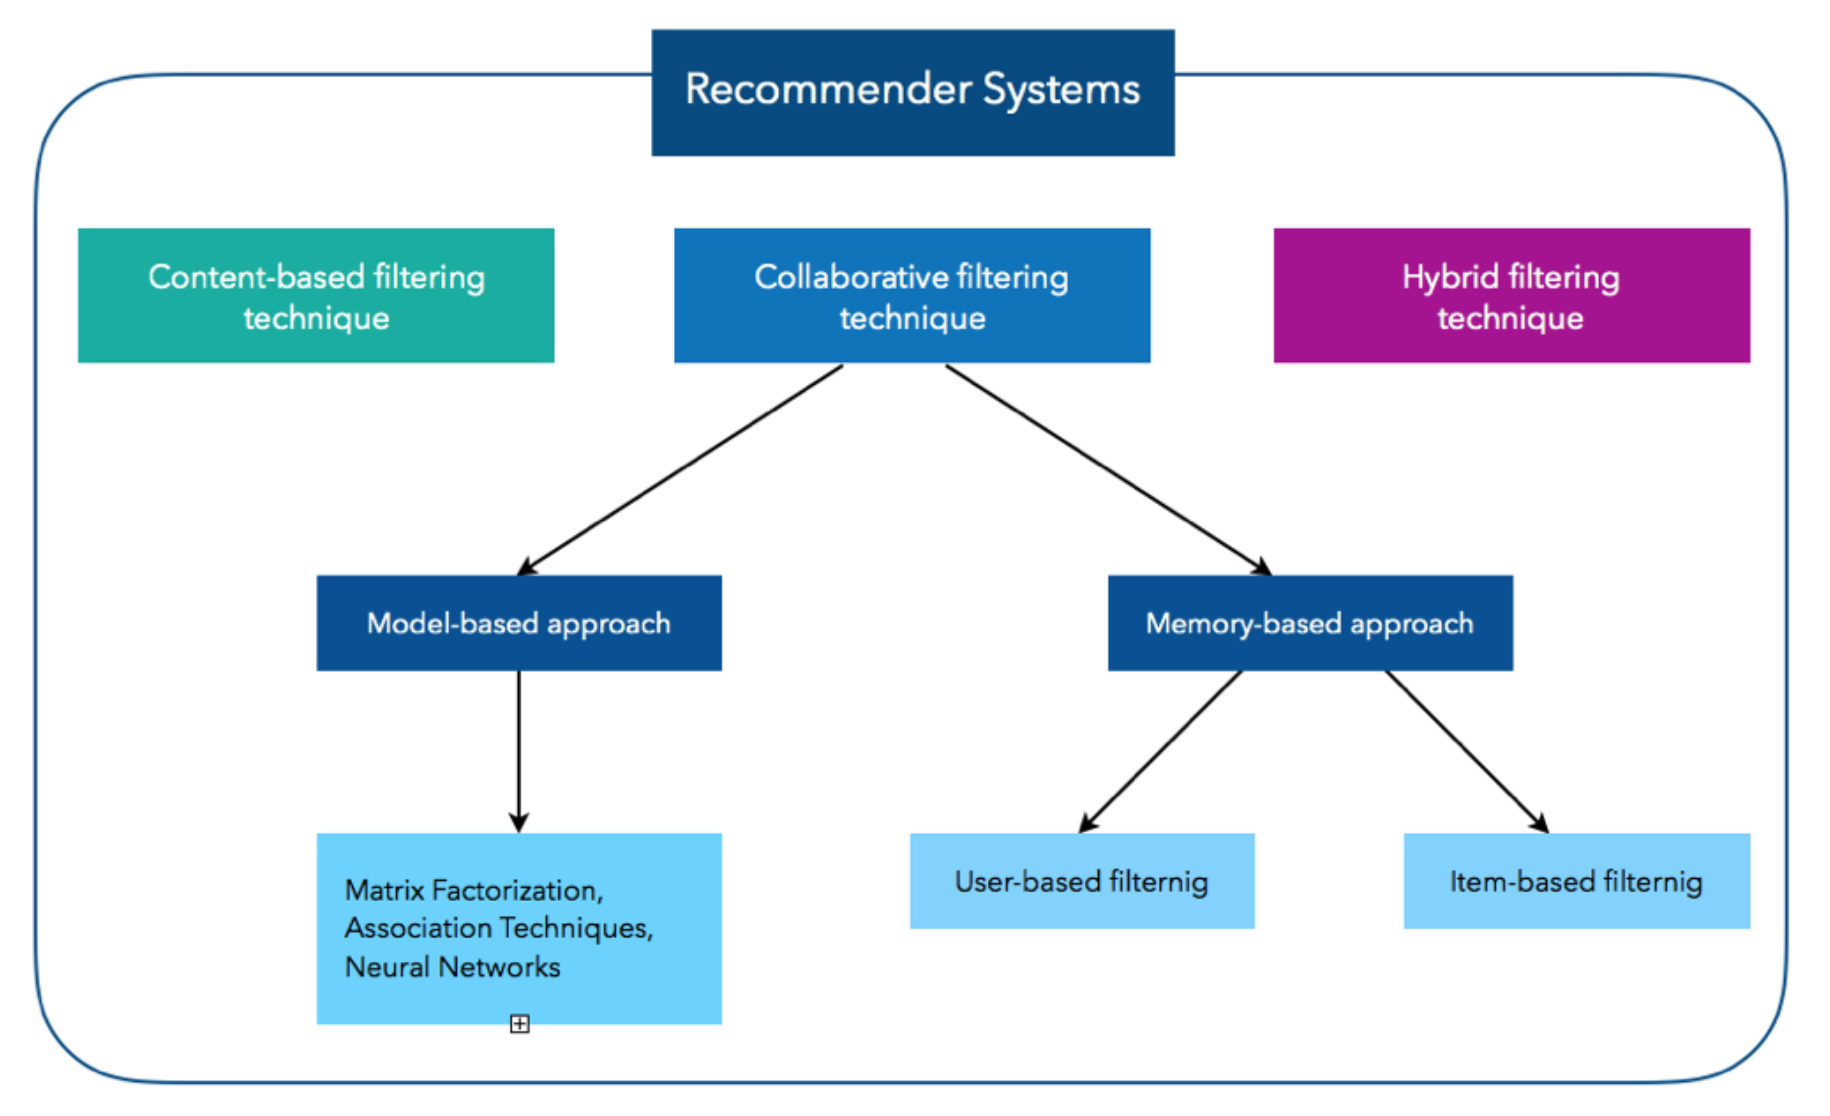 Recommender Systems
Content-based filtering
technique
Collaborative filtering
technique
Hybrid filtering
technique
Model-based approach
Memory-based approach
Matrix Factorization,
Association Techniques,
Neural Networks
User-based filternig
Item-based filternig